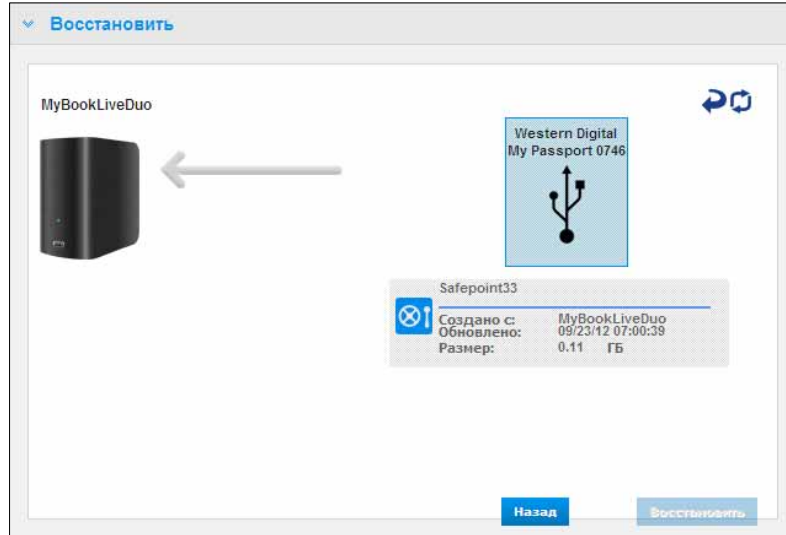 Восстановить
MyBookLiveDuo
Western Digital
My Passport 0746
Safepoint33
Создано с: MyBookLiveDuo
Обновлено: 09/23/12 07:00:39
Размер: 0.11 ГБ
Назад Восстановить